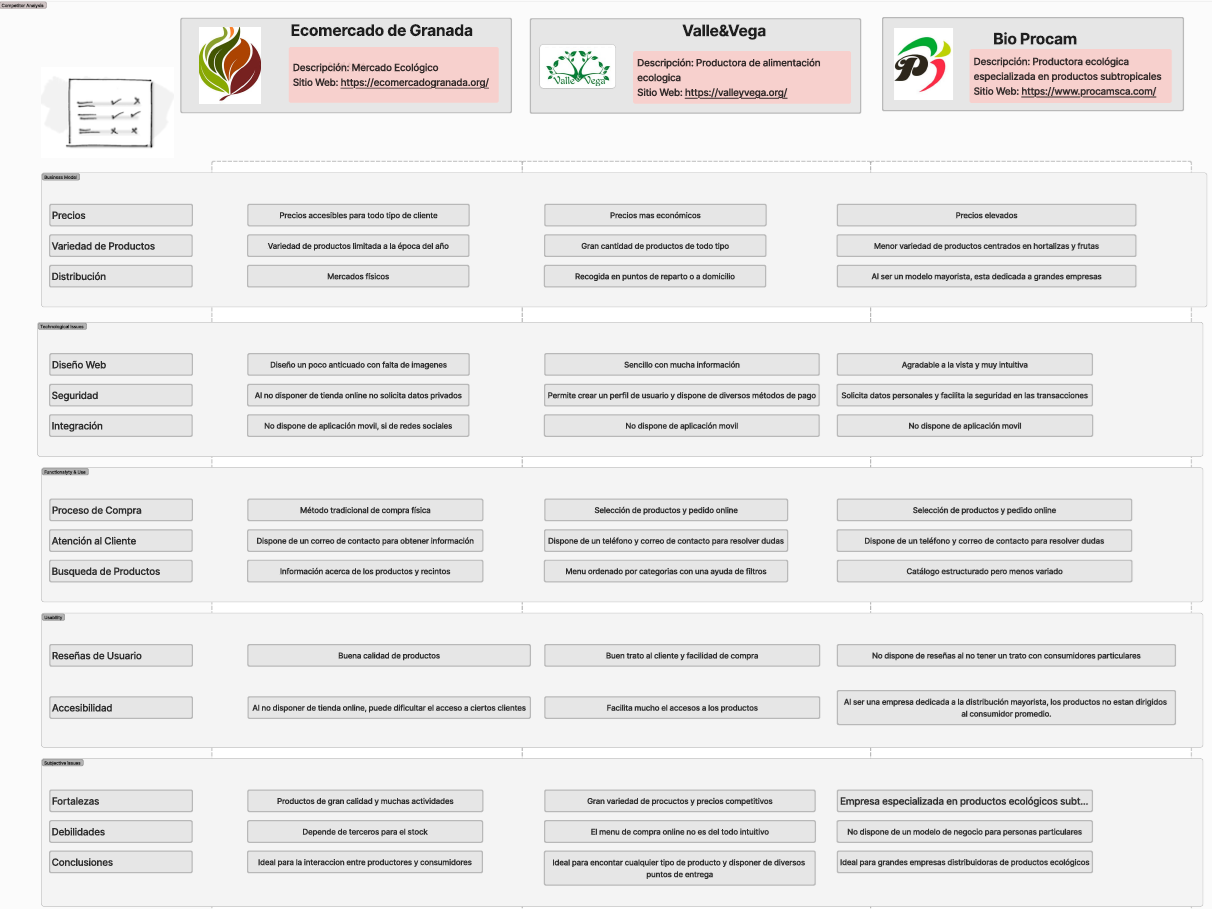 Competitor Analysis
Ecomercado de Granada
Descripción: Mercado Ecológico
Sitio Web: https://ecomercadogranada.org/
Valle&Vega
Valle Vega
Descripción: Productora de alimentación
ecologica
Sitio Web: https://valleyvega.org/
Bio Procam
Descripción: Productora ecológica
especializada en productos subtropicales
Sitio Web: https://www.procamsca.com/
Business Model
Precios
Precios accesibles para todo tipo de cliente
Precios mas económicos
Precios elevados
Variedad de Productos
Variedad de productos limitada a la época del año
Gran cantidad de productos de todo tipo
Menor variedad de productos centrados en hortalizas y frutas
Distribución
Mercados físicos
Recogida en puntos de reparto o a domicilio
Al ser un modelo mayorista, esta dedicada a grandes empresas
Technological Issues
Diseño Web
Diseño un poco anticuado con falta de imagenes
Sencillo con mucha información
Agradable a la vista y muy intuitiva
Seguridad
Al no disponer de tienda online no solicita datos privados
Permite crear un perfil de usuario y dispone de diversos métodos de pago
Solicita datos personales y facilita la seguridad en las transacciones
Integración
No dispone de aplicación movil, si de redes sociales
No dispone de aplicación movil
No dispone de aplicación movil
Functionalyty & Use
Proceso de Compra
Método tradicional de compra física
Selección de productos y pedido online
Selección de productos y pedido online
Atención al Cliente
Dispone de un correo de contacto para obtener información
Dispone de un teléfono y correo de contacto para resolver dudas
Dispone de un teléfono y correo de contacto para resolver dudas
Busqueda de Productos
Información acerca de los productos y recintos
Menu ordenado por categorias con una ayuda de filtros
Catálogo estructurado pero menos variado
Usability
Reseñas de Usuario
Buena calidad de productos
Buen trato al cliente y facilidad de compra
No dispone de reseñas al no tener un trato con consumidores particulares
Accesibilidad
Al no disponer de tienda online, puede dificultar el acceso a ciertos clientes
Facilita mucho el accesos a los productos
Al ser una empresa dedicada a la distribución mayorista, los productos no estan dirigidos
al consumidor promedio.
Subjective Issues
Fortalezas
Productos de gran calidad y muchas actividades
Gran variedad de procuctos y precios competitivos
Empresa especializada en productos ecológicos subt...
Debilidades
Depende de terceros para el stock
El menu de compra online no es del todo intuitivo
No dispone de un modelo de negocio para personas particulares
Conclusiones
Ideal para la interaccion entre productores y consumidores
Ideal para encontar cualquier tipo de producto y disponer de diversos
puntos de entrega
Ideal para grandes empresas distribuidoras de productos ecológicos